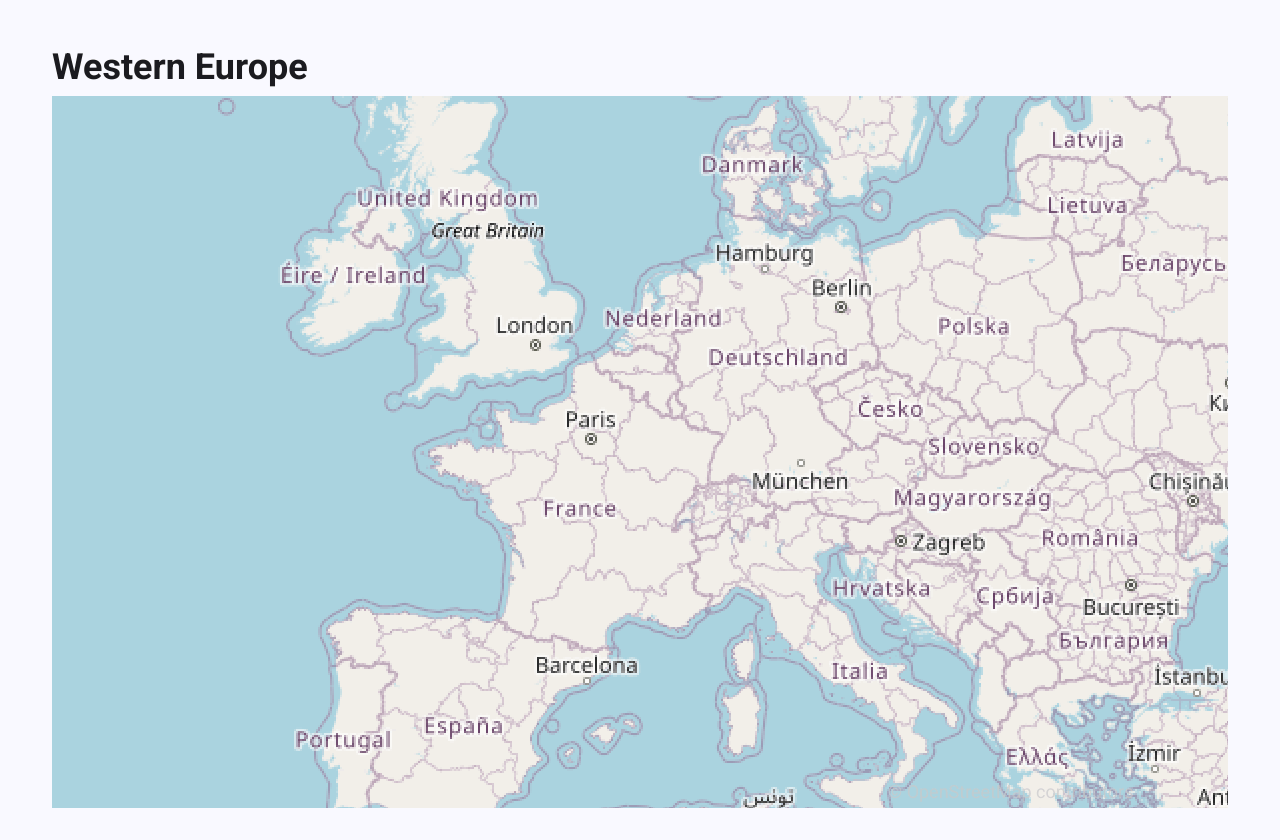 Western Europe
Latvija
Danmark
United Kingdom
Lietuva
Great Britain
Hamburg
Беларусь
Éire / Ireland
Berlin
Nederland
London
Polska
Deutschland
Česko
Paris
Slovensko
München
Chișinău
Magyarország
France
România
Zagreb
Hrvatska
Србија
București
България
Barcelona
Italia
İstanbu
España
Portugal
Ελλάς
İzmir
تونس
Ant